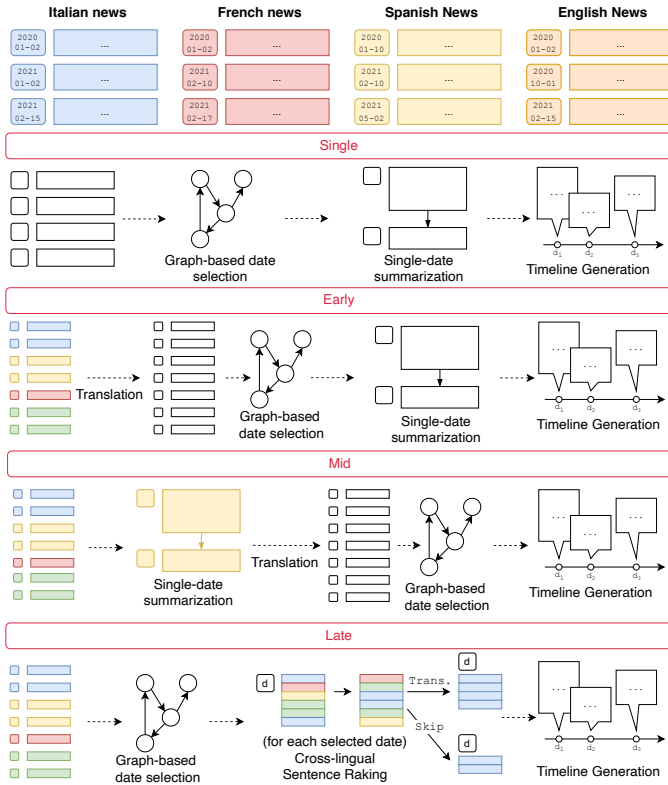 Italian news
French news
Spanish News
English News
2020
01-02
...
2020
01-02
...
2020
01-10
...
2020
01-02
...
2021
01-02
...
2021
02-10
...
2021
02-10
...
2020
10-01
...
2021
02-15
...
2021
02-17
...
2021
05-02
...
2021
02-15
...
Single
Graph-based date
selection
Single-date
summarization
...
...
...
d1
d2
d3
Timeline Generation
Early
Translation
Graph-based
date selection
Single-date
summarization
...
...
...
d1
d2
d3
Timeline Generation
Mid
Single-date
summarization
Translation
Graph-based
date selection
...
...
...
d1
d2
d3
Timeline Generation
Late
Graph-based
date selection
d
(for each selected date)
Cross-lingual
Sentence Raking
Trans.
Skip
d
d
...
...
...
d1
d2
d3
Timeline Generation